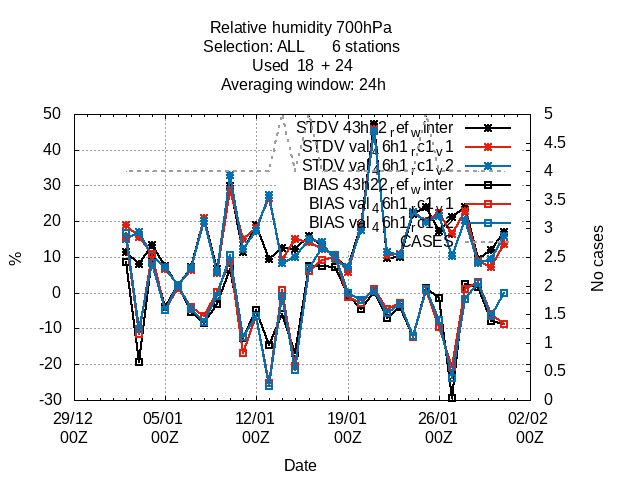 Relative humidity 700hPa
Selection: ALL 6 stations
Used 18 + 24
Averaging window: 24h
50 5
STDV 43h22_ref_winter
4.5
40
STDV val_46h1_rc1_v1
STDV val_46h1_rc1_v2
4
30
BIAS 43h22_ref_winter
3.5
BIAS val_46h1_rc1_v1
20
BIAS val_46h1_rc1_v2
3
CASES
10 2.5
% No cases
0 2
1.5
-10
1
-20
0.5
-30 0
29/12 05/01 12/01 19/01 26/01 02/02
00Z 00Z 00Z 00Z 00Z 00Z
Date